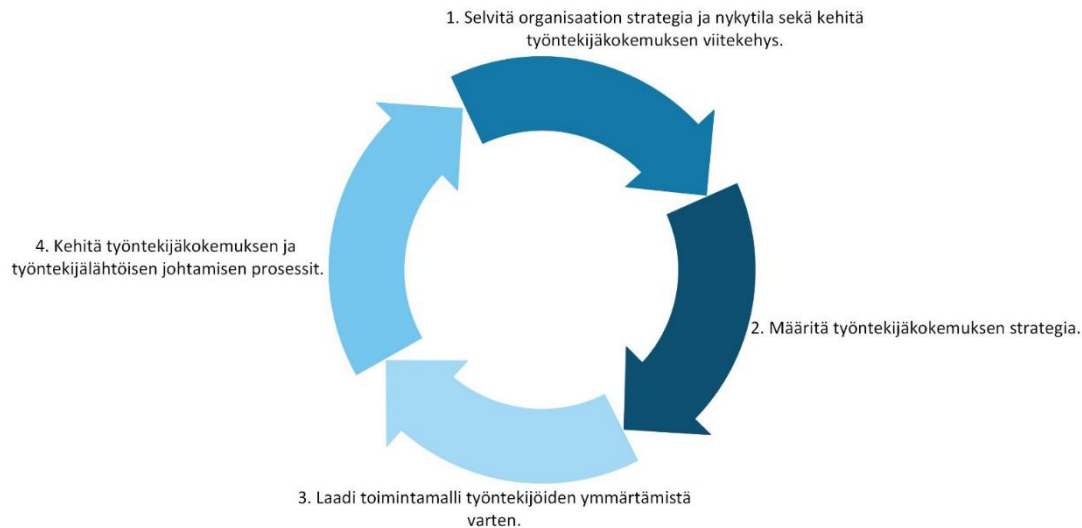 1. Selvitä organisaation strategia ja nykytila sekä kehitä
työntekijäkokemuksen viitekehys.
2. Määritä työntekijäkokemuksen strategia.
3. Laadi toimintamalli työntekijöiden ymmärtämistä
varten.
4. Kehitä työntekijäkokemuksen ja
työntekijälähtöisen johtamisen prosessit.